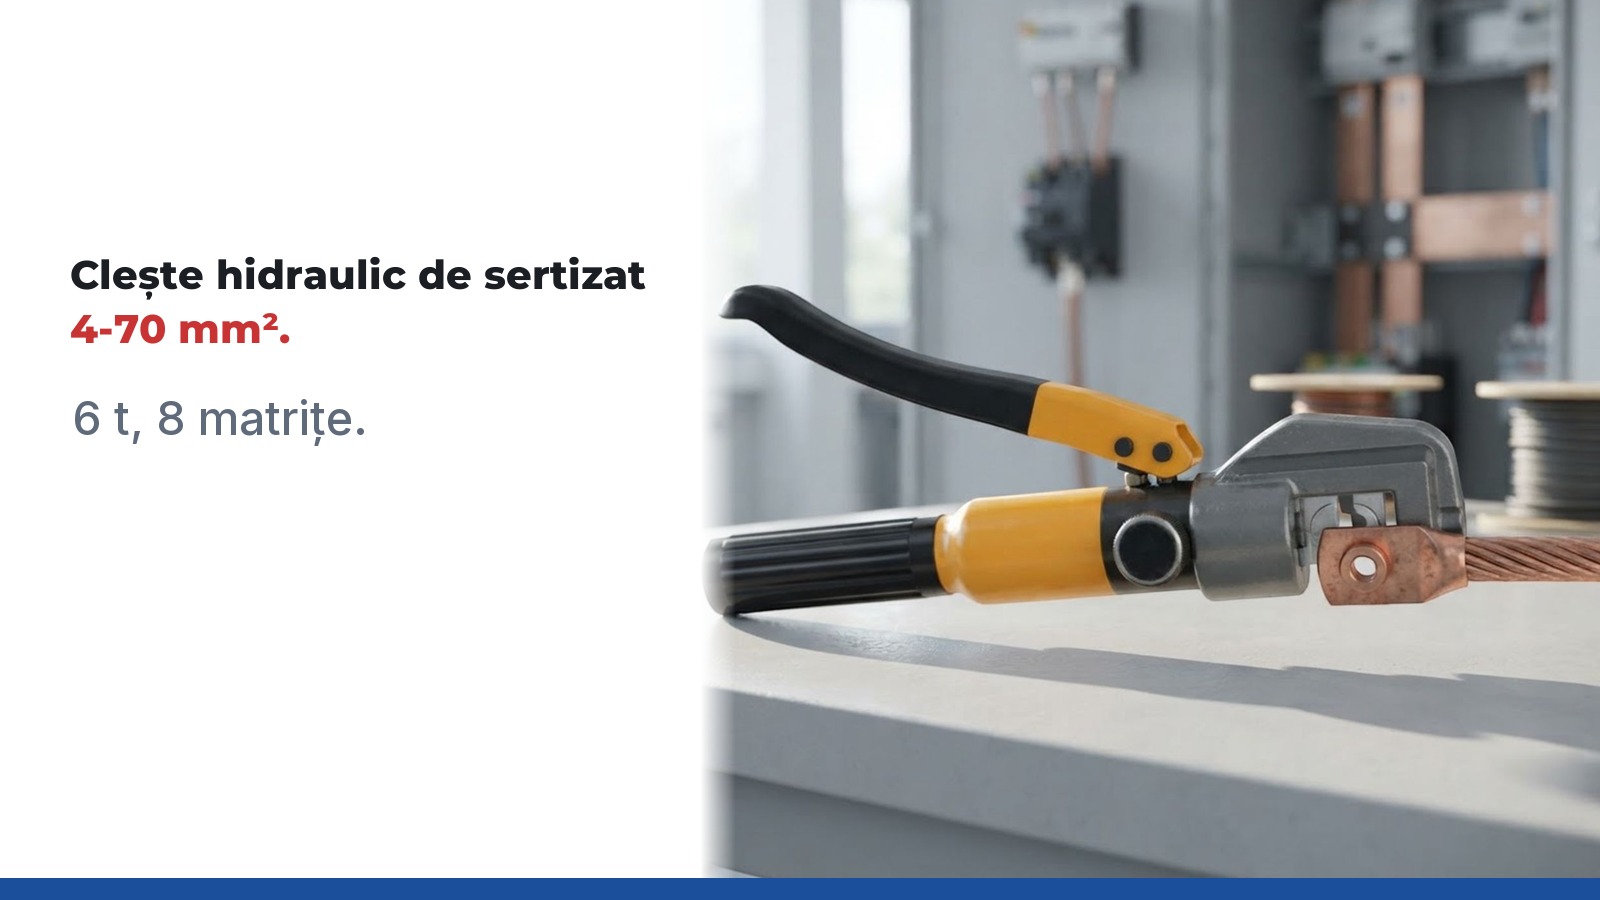 Clește hidraulic de sertizat
4-70 mm².
6 t, 8 matrițe.